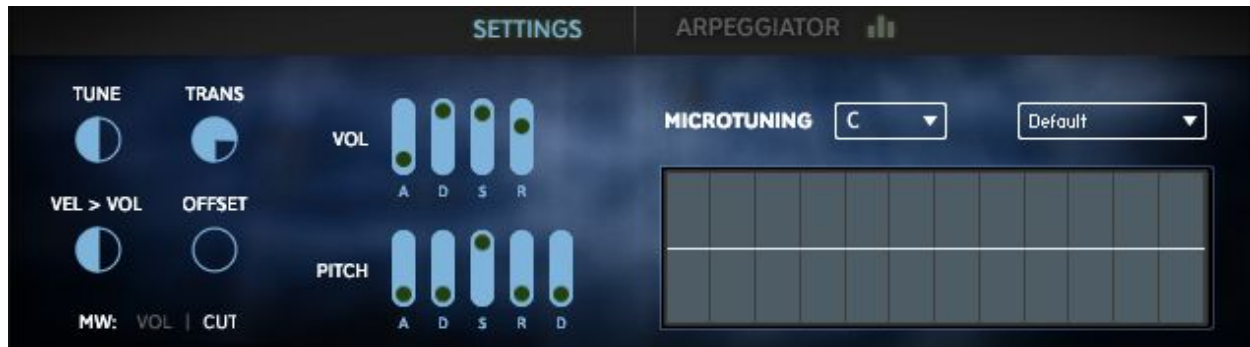 SETTINGS ARPEGGIATOR
TUNE TRANS
VOL
A D S R
MICROTUNING C Default
VEL > VOL OFFSET
PITCH
A D S R D
MW: VOL | CUT